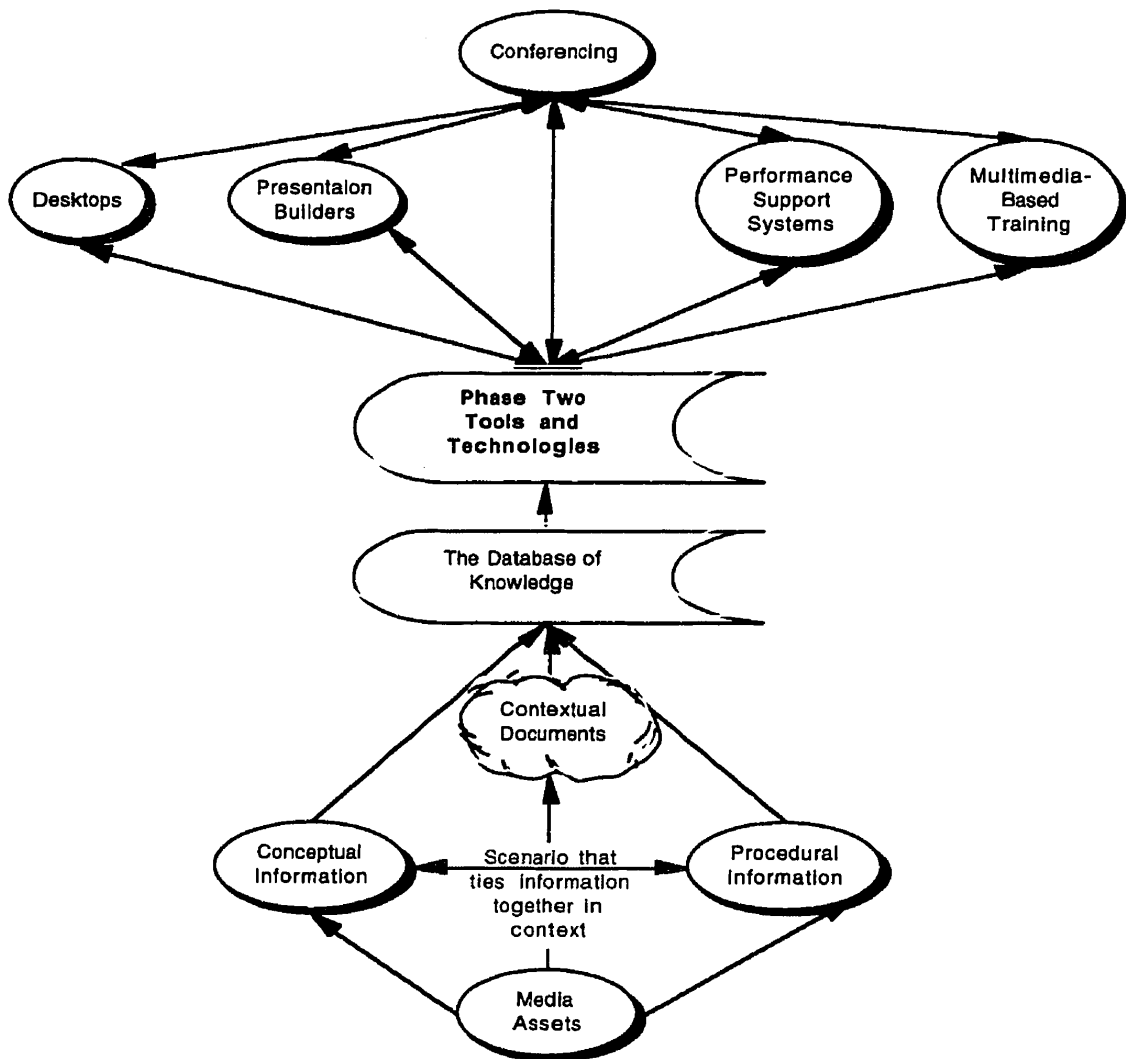 Conferencing
Desktops
Presentaion
Builders
Performance
Support
Systems
Multimedia-
Based
Training
Phase Two
Tools and
Technologies
The Database of
Knowledge
Contextual
Documents
Conceptual
Information
Scenario that
ties information
together in
context
Procedural
Information
Media
Assets